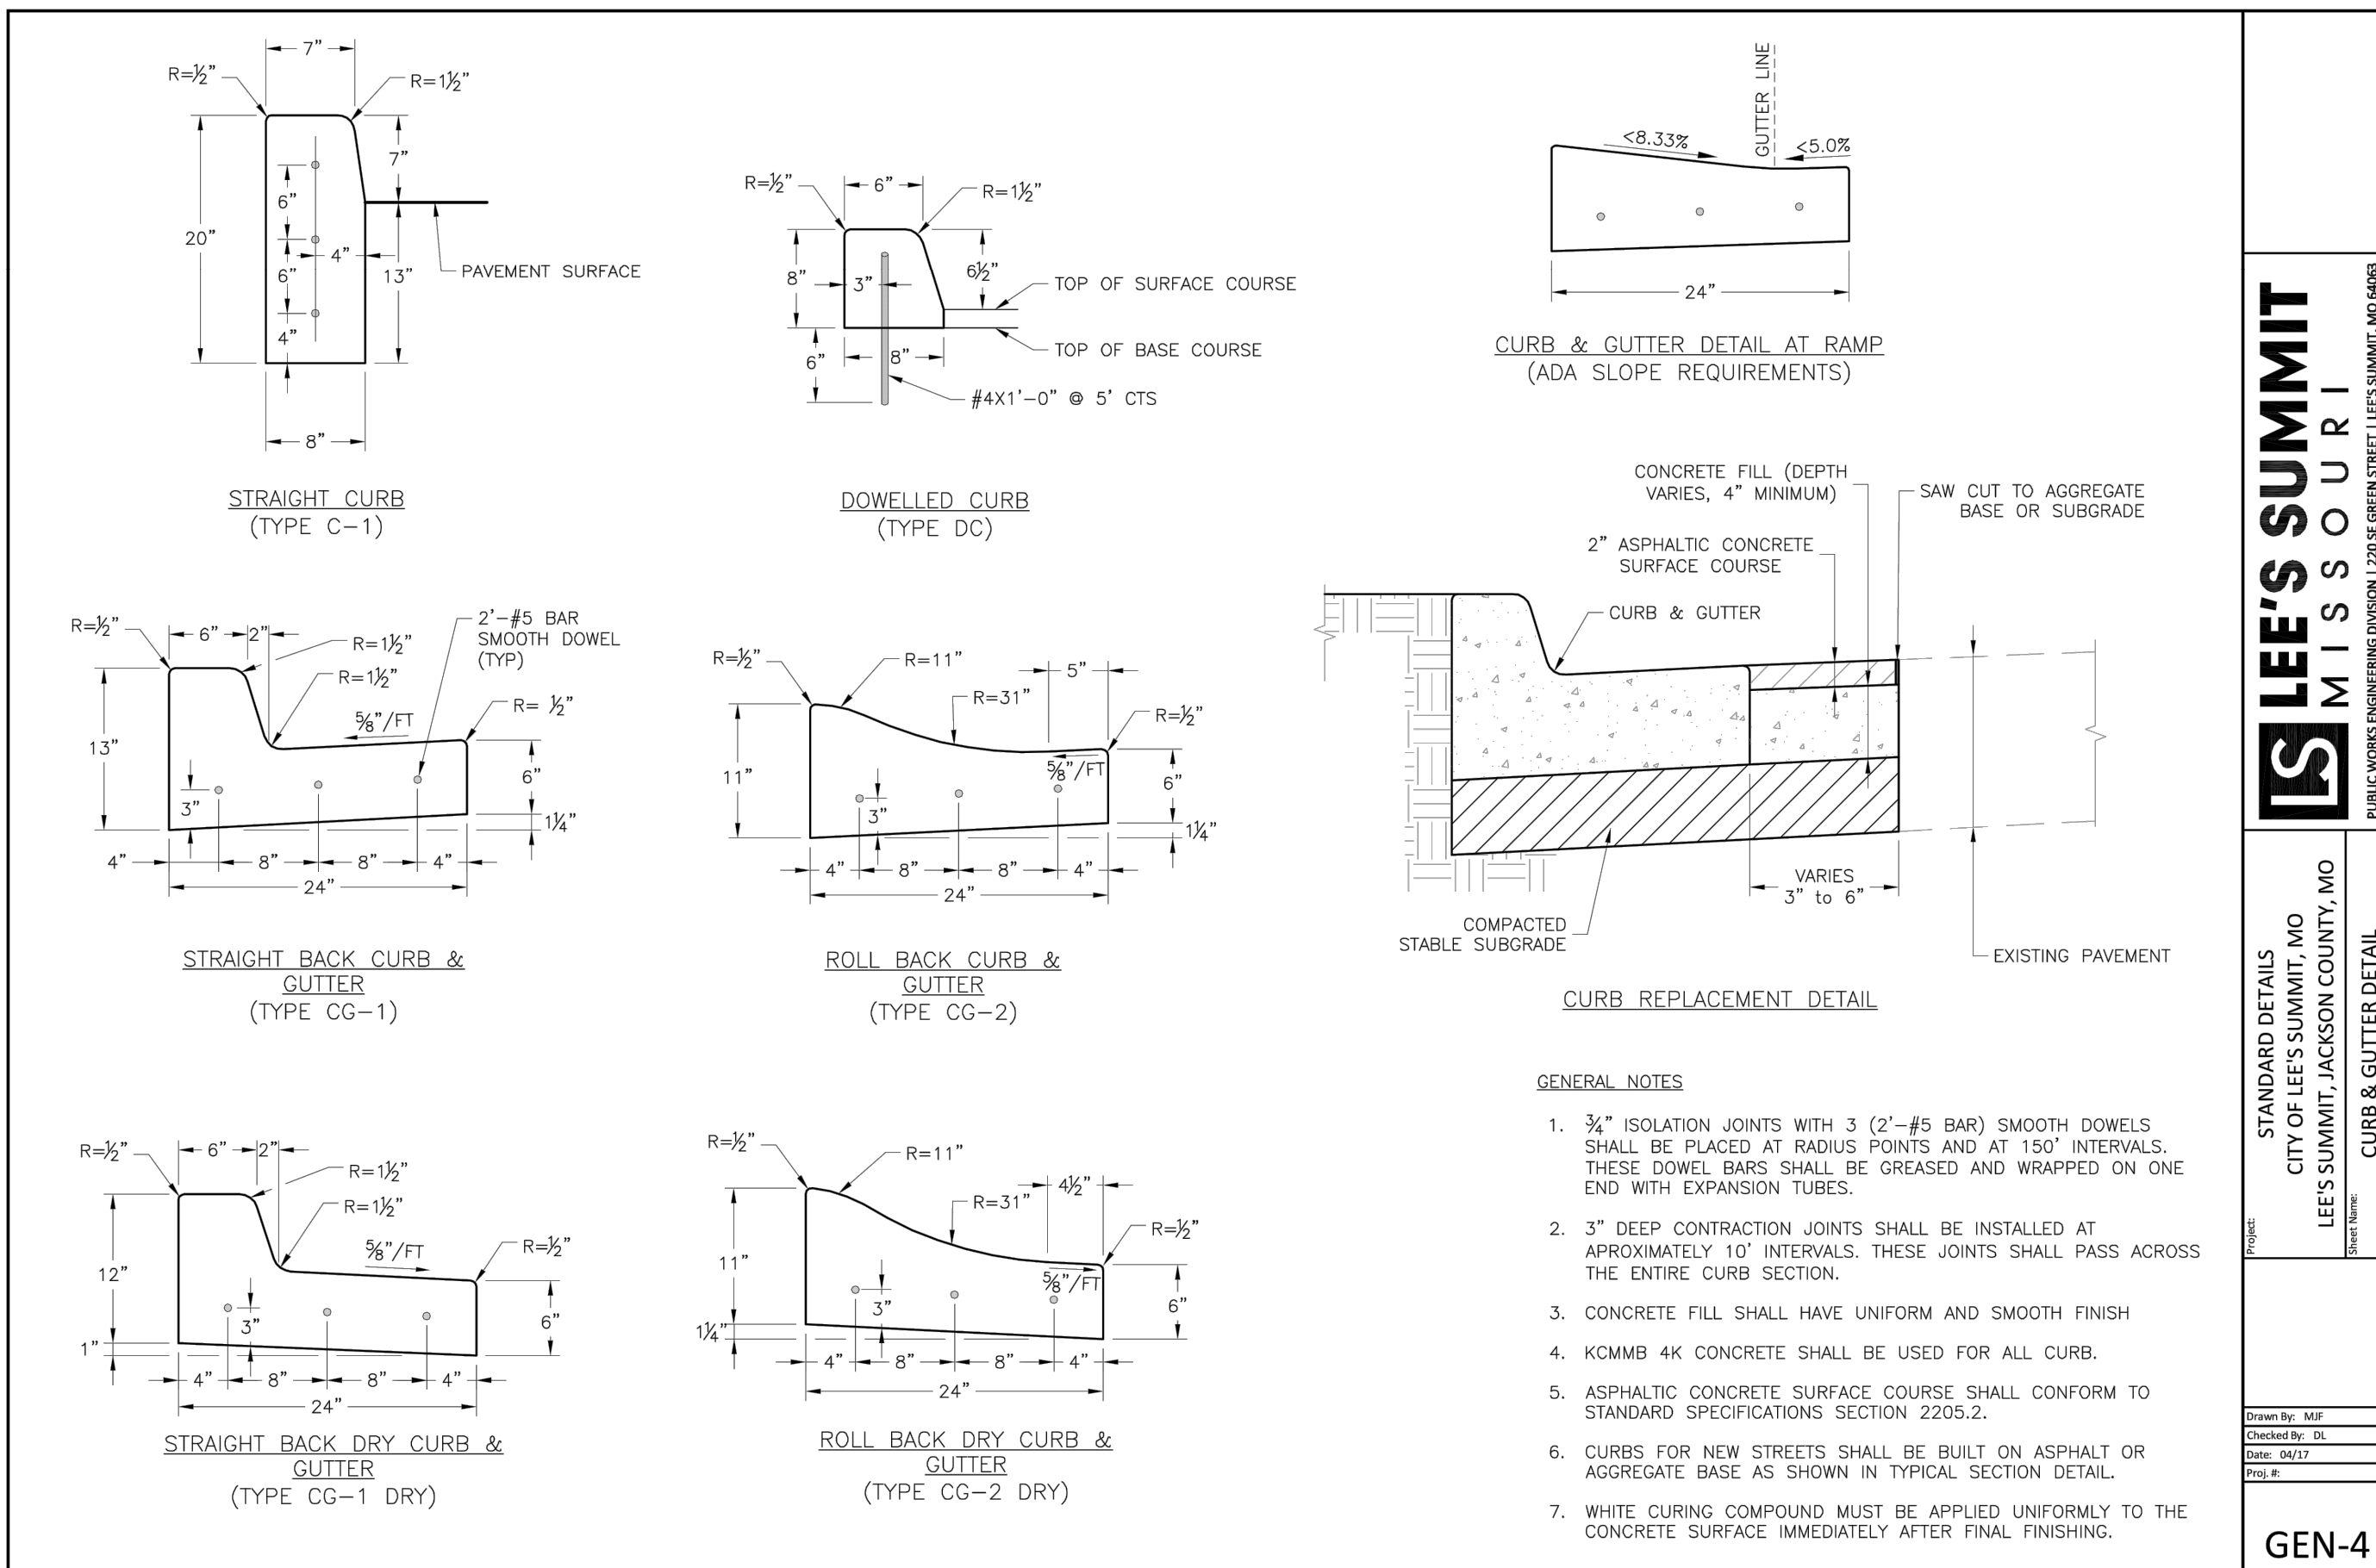 7”
R=½”
R=1½”
7”
6”
20”
4”
6”
13”
4”
8”
PAVEMENT SURFACE
STRAIGHT CURB
(TYPE C-1)
R=½”
6”
R=1½”
8”
3”
6½”
6”
8”
TOP OF SURFACE COURSE
TOP OF BASE COURSE
#4X1'-0” @ 5' CTS
DOWELLED CURB
(TYPE DC)
GUTTER LINE
<8.33%
<5.0%
24”
CURB & GUTTER DETAIL AT RAMP
(ADA SLOPE REQUIREMENTS)
R=½”
6”
2”
R=1½”
R=1½”
2'-#5 BAR
SMOOTH DOWEL
(TYP)
R= ½”
⅝”/FT
13”
3”
6”
1¼”
4”
8”
8”
4”
24”
STRAIGHT BACK CURB &
GUTTER
(TYPE CG-1)
R=½”
R=11”
R=31”
5”
R=½”
11”
⅝”/FT
3”
6”
1¼”
4”
8”
8”
4”
24”
ROLL BACK CURB &
GUTTER
(TYPE CG-2)
CONCRETE FILL (DEPTH
VARIES, 4” MINIMUM)
SAW CUT TO AGGREGATE
BASE OR SUBGRADE
2” ASPHALTIC CONCRETE
SURFACE COURSE
CURB & GUTTER
VARIES
3” to 6”
COMPACTED
STABLE SUBGRADE
EXISTING PAVEMENT
CURB REPLACEMENT DETAIL
R=½”
6”
2”
R=1½”
R=1½”
⅝”/FT
R=½”
12”
3”
6”
1”
4”
8”
8”
4”
24”
STRAIGHT BACK DRY CURB &
GUTTER
(TYPE CG-1 DRY)
R=½”
R=11”
4½”
R=31”
R=½”
11”
⅝”/FT
3”
6”
1¼”
4”
8”
8”
4”
24”
ROLL BACK DRY CURB &
GUTTER
(TYPE CG-2 DRY)
GENERAL NOTES
1. ¾” ISOLATION JOINTS WITH 3 (2'-#5 BAR) SMOOTH DOWELS
SHALL BE PLACED AT RADIUS POINTS AND AT 150' INTERVALS.
THESE DOWEL BARS SHALL BE GREASED AND WRAPPED ON ONE
END WITH EXPANSION TUBES.
2. 3” DEEP CONTRACTION JOINTS SHALL BE INSTALLED AT
APROXIMATELY 10' INTERVALS. THESE JOINTS SHALL PASS ACROSS
THE ENTIRE CURB SECTION.
3. CONCRETE FILL SHALL HAVE UNIFORM AND SMOOTH FINISH
4. KCMMB 4K CONCRETE SHALL BE USED FOR ALL CURB.
5. ASPHALTIC CONCRETE SURFACE COURSE SHALL CONFORM TO
STANDARD SPECIFICATIONS SECTION 2205.2.
6. CURBS FOR NEW STREETS SHALL BE BUILT ON ASPHALT OR
AGGREGATE BASE AS SHOWN IN TYPICAL SECTION DETAIL.
7. WHITE CURING COMPOUND MUST BE APPLIED UNIFORMLY TO THE
CONCRETE SURFACE IMMEDIATELY AFTER FINAL FINISHING.
LS
LEE'S SUMMIT
MISSOURI
PUBLIC WORKS ENGINEERING DIVISION | 220 SE GREEN STREET | LEE'S SUMMIT, MO 64063
Project:
STANDARD DETAILS
CITY OF LEE'S SUMMIT, MO
LEE'S SUMMIT, JACKSON COUNTY, MO
Sheet Name:
CURB & GUTTER DETAIL
Drawn By: MJF
Checked By: DL
Date: 04/17
Proj. #:
GEN-4